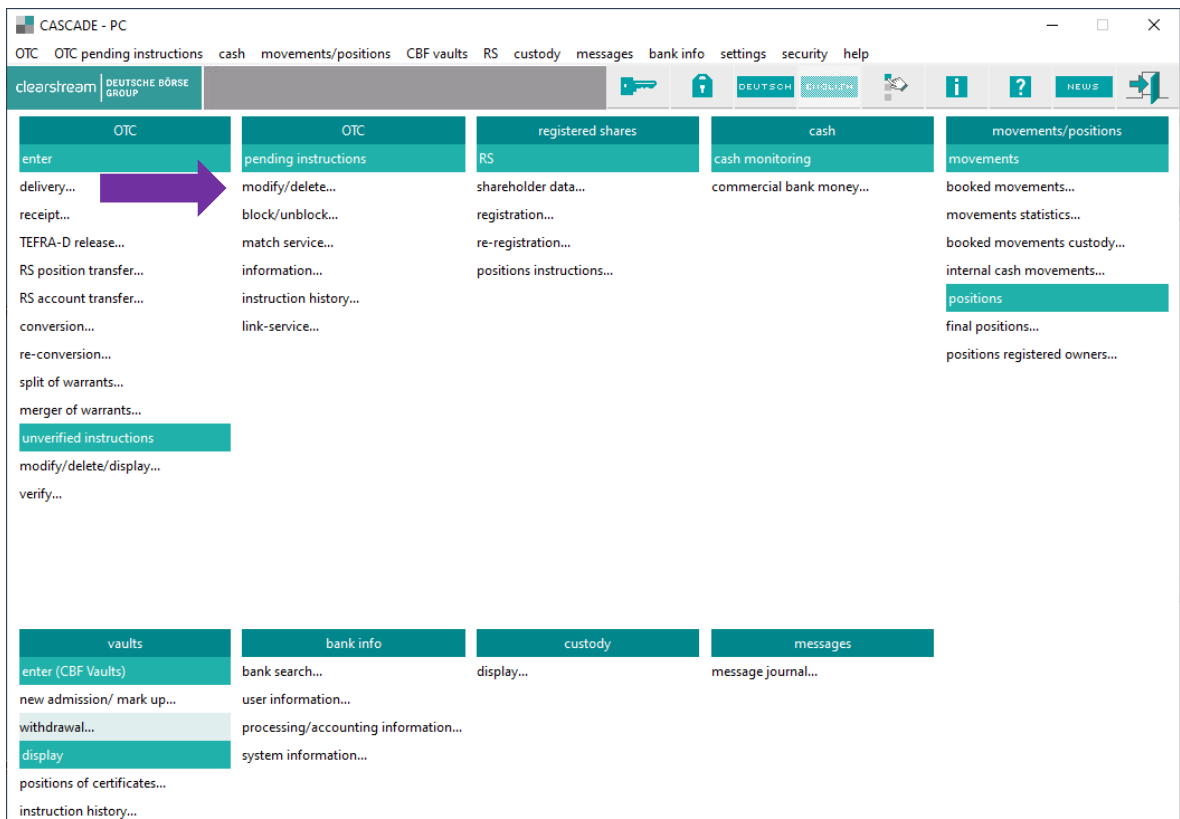 CASCADE - PC
OTC OTC pending instructions cash movements/positions CBF vaults RS custody messages bank info settings security help
clearstream DEUTSCHE BÖRSE GROUP
DEUTSCH ENGLISH i ? NEWS
OTC
enter
delivery...
receipt...
TEFRA-D release...
RS position transfer...
RS account transfer...
conversion...
re-conversion...
split of warrants...
merger of warrants...
unverified instructions
modify/delete/display...
verify...
OTC
pending instructions
modify/delete...
block/unblock...
match service...
information...
instruction history...
link-service...
registered shares
RS
shareholder data...
registration...
re-registration...
positions instructions...
cash
cash monitoring
commercial bank money...
movements/positions
movements
booked movements...
movements statistics...
booked movements custody...
internal cash movements...
positions
final positions...
positions registered owners...
vaults
enter (CBF Vaults)
new admission/ mark up...
withdrawal...
display
positions of certificates...
instruction history...
bank info
bank search...
user information...
processing/accounting information...
system information...
custody
display...
messages
message journal...